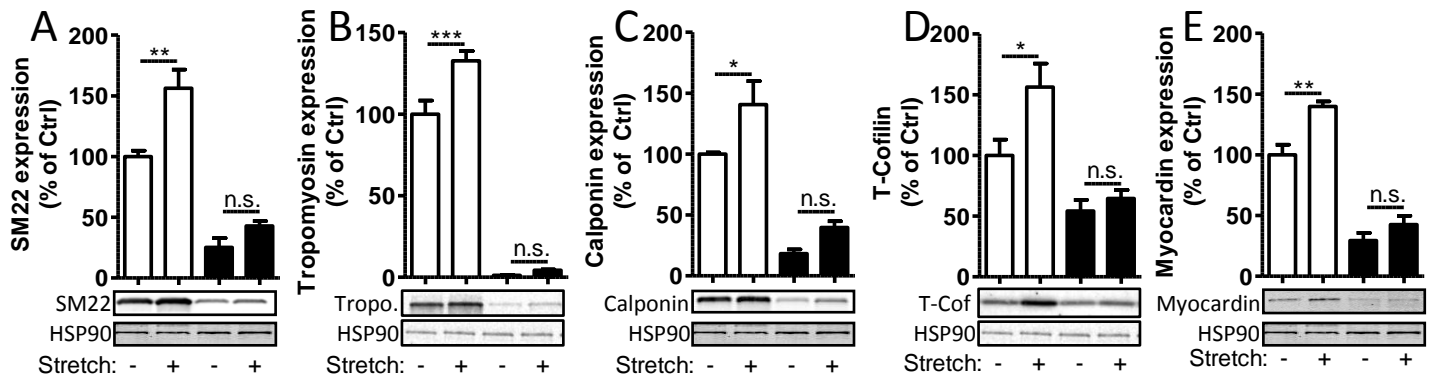 A
SM22 expression
(% of Ctrl)
200
150
100
50
0
**
n.s.
SM22
HSP90
Stretch: - + - +
B
Tropomyosin expression
(% of Ctrl)
150
100
50
0
***
n.s.
Tropo.
HSP90
Stretch: - + - +
C
Calponin expression
(% of Ctrl)
200
150
100
50
0
*
n.s.
Calponin
HSP90
Stretch: - + - +
D
T-Cofilin
(% of Ctrl)
200
150
100
50
0
*
n.s.
T-Cof
HSP90
Stretch: - + - +
E
Myocardin expression
(% of Ctrl)
200
150
100
50
0
**
n.s.
Myocardin
HSP90
Stretch: - + - +